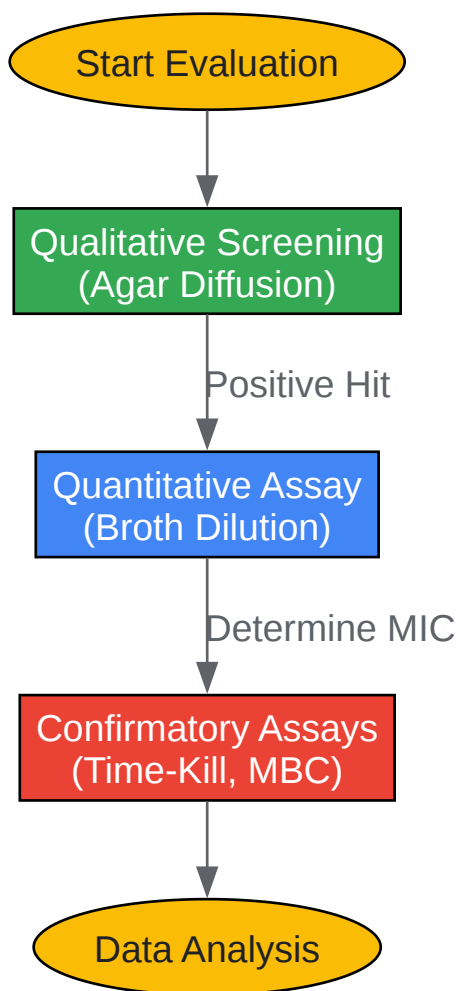 Start Evaluation
Qualitative Screening
(Agar Diffusion)
Positive Hit
Quantitative Assay
(Broth Dilution)
Determine MIC
Confirmatory Assays
(Time-Kill, MBC)
Data Analysis